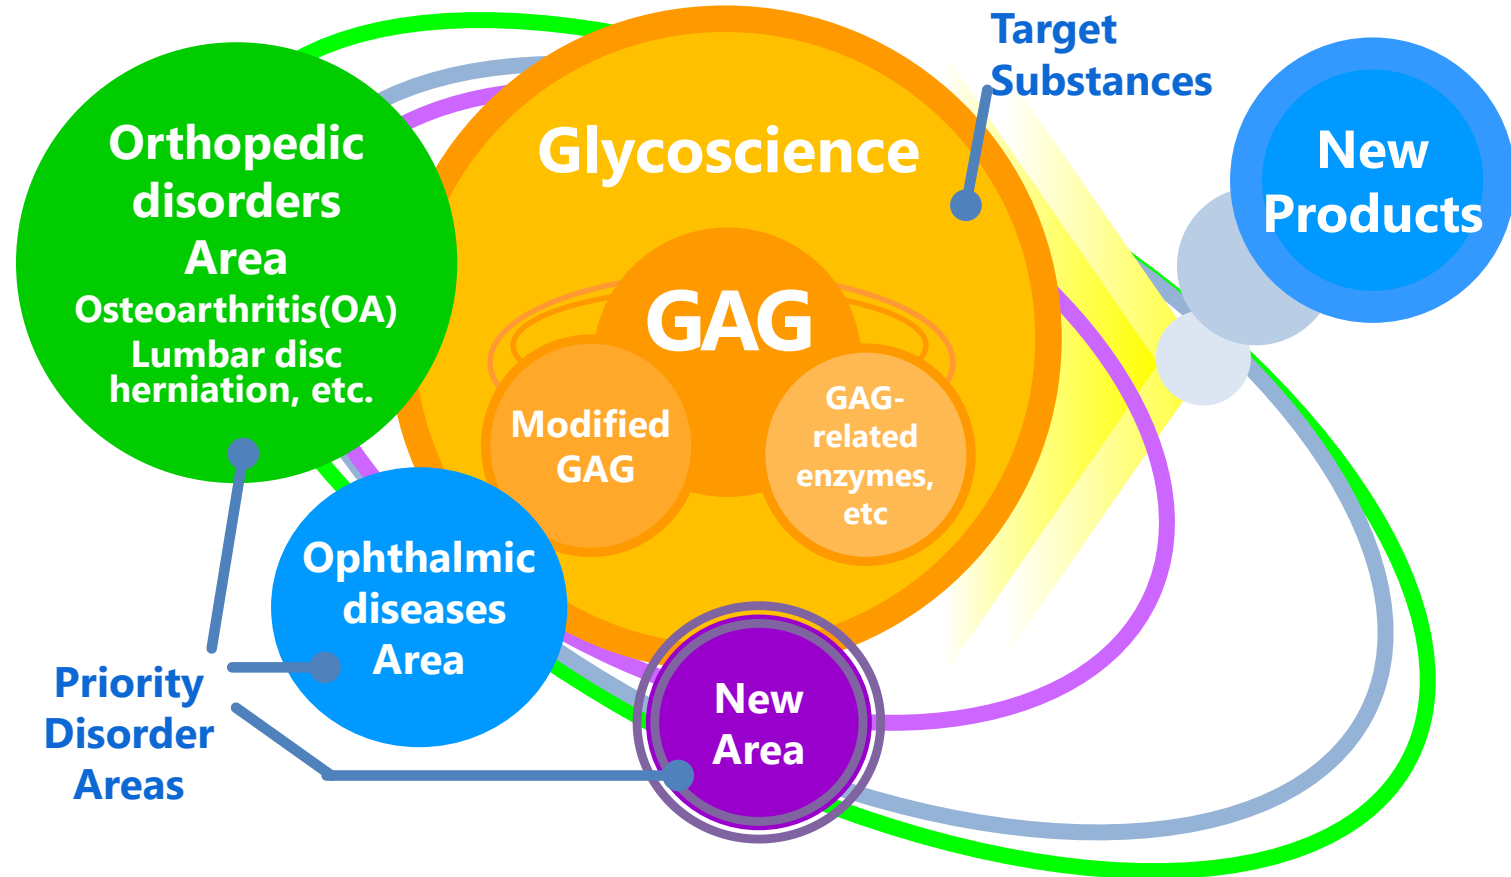 Target
Substances
Orthopedic
disorders
Area
Osteoarthritis(OA)
Lumbar disc
herniation, etc.
Glycoscience
New
Products
GAG
Modified
GAG
GAG-
related
enzymes,
etc
Ophthalmic
diseases
Area
Priority
Disorder
Areas
New
Area